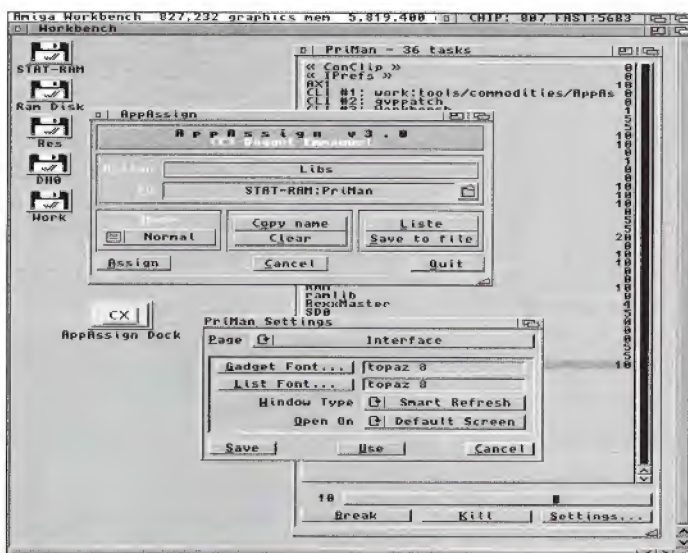 Amiga Workbench 827,232 graphics mem 5,819,400
CHIP: 807 FAST:5683
Workbench
STAT-RAM
Ram Disk
Res
DH0
Work
CX
AppAssign Dock
PriMan - 36 tasks
« ConClip »
« IPrefs »
CLI #1: work:tools/commodities/AppAs
CLI #2: gvppatch
RAM
ramlib
RexxMaster
SD0
10
Break Kill Settings...
AppAssign
AppAssign v3.0
Libs
STAT-RAM:PriMan
Normal
Copy name
Clear
Liste
Save to file
Assign Cancel Quit
PriMan Settings
Page Interface
Gadget Font... topaz 8
List Font... topaz 8
Window Type Smart Refresh
Open On Default Screen
Save Use Cancel